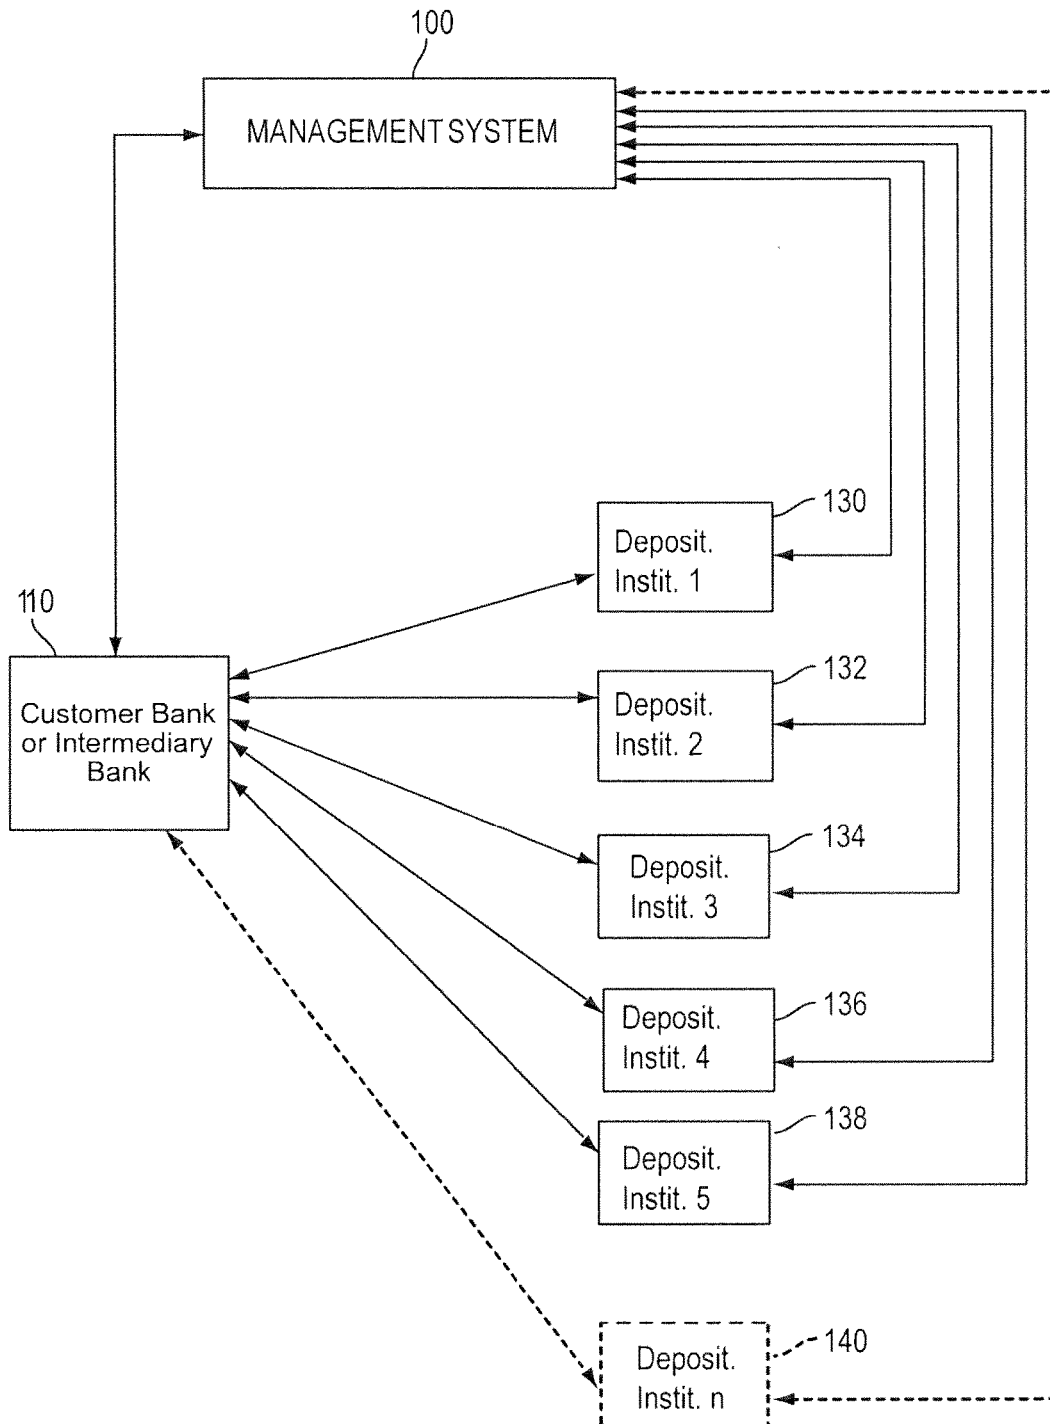 100
MANAGEMENT SYSTEM
130
Deposit.
Instit. 1
110
132
Customer Bank
or Intermediary
Bank
Deposit.
Instit. 2
134
Deposit.
Instit. 3
136
Deposit.
Instit. 4
138
Deposit.
Instit. 5
140
Deposit.
Instit. n